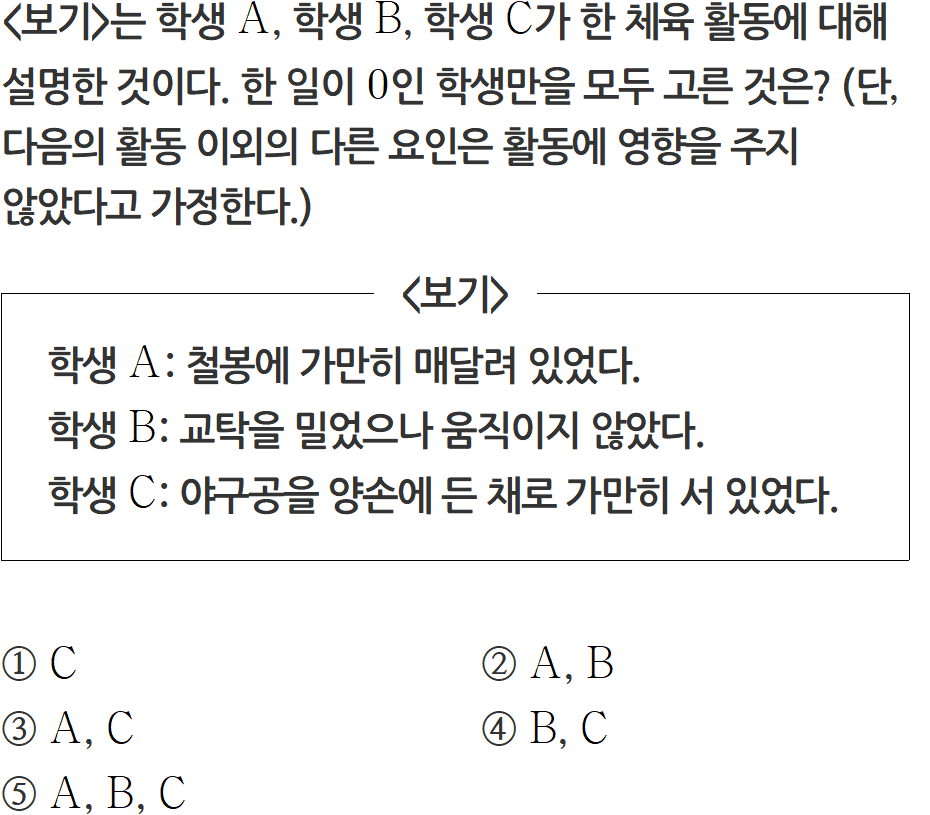 <보기>는 학생 A, 학생 B, 학생 C가 한 체육 활동에 대해
설명한 것이다. 한 일이 0인 학생만을 모두 고른 것은? (단,
다음의 활동 이외의 다른 요인은 활동에 영향을 주지
않았다고 가정한다.)
<보기>
학생 A: 철봉에 가만히 매달려 있었다.
학생 B: 교탁을 밀었으나 움직이지 않았다.
학생 C: 야구공을 양손에 든 채로 가만히 서 있었다.
① C ② A, B
③ A, C ④ B, C
⑤ A, B, C